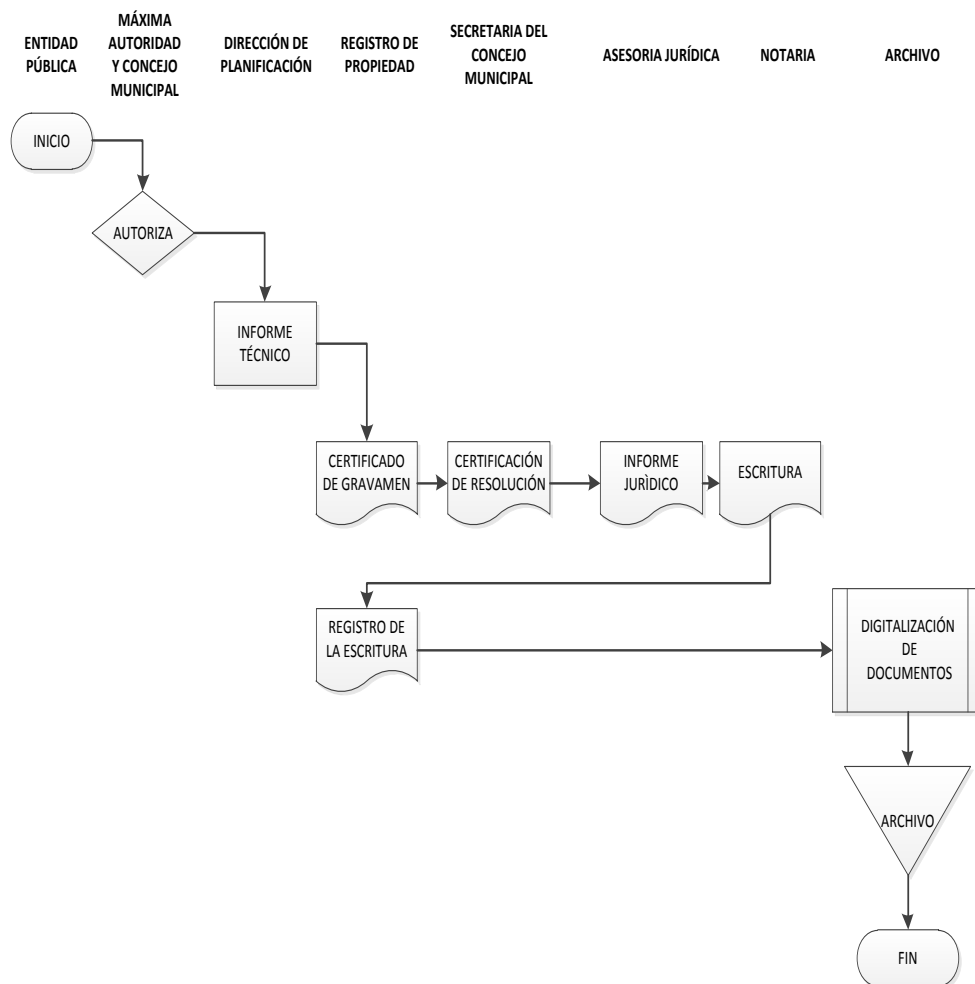 ENTIDAD
PÚBLICA
MÁXIMA
AUTORIDAD
Y CONCEJO
MUNICIPAL
DIRECCIÓN DE
PLANIFICACIÓN
REGISTRO DE
PROPIEDAD
SECRETARIA DEL
CONCEJO
MUNICIPAL
ASESORIA JURÍDICA
NOTARIA
ARCHIVO
INICIO
AUTORIZA
INFORME
TÉCNICO
CERTIFICADO
DE GRAVAMEN
CERTIFICACIÓN
DE RESOLUCIÓN
INFORME
JURÌDICO
ESCRITURA
REGISTRO DE
LA ESCRITURA
DIGITALIZACIÓN
DE
DOCUMENTOS
ARCHIVO
FIN